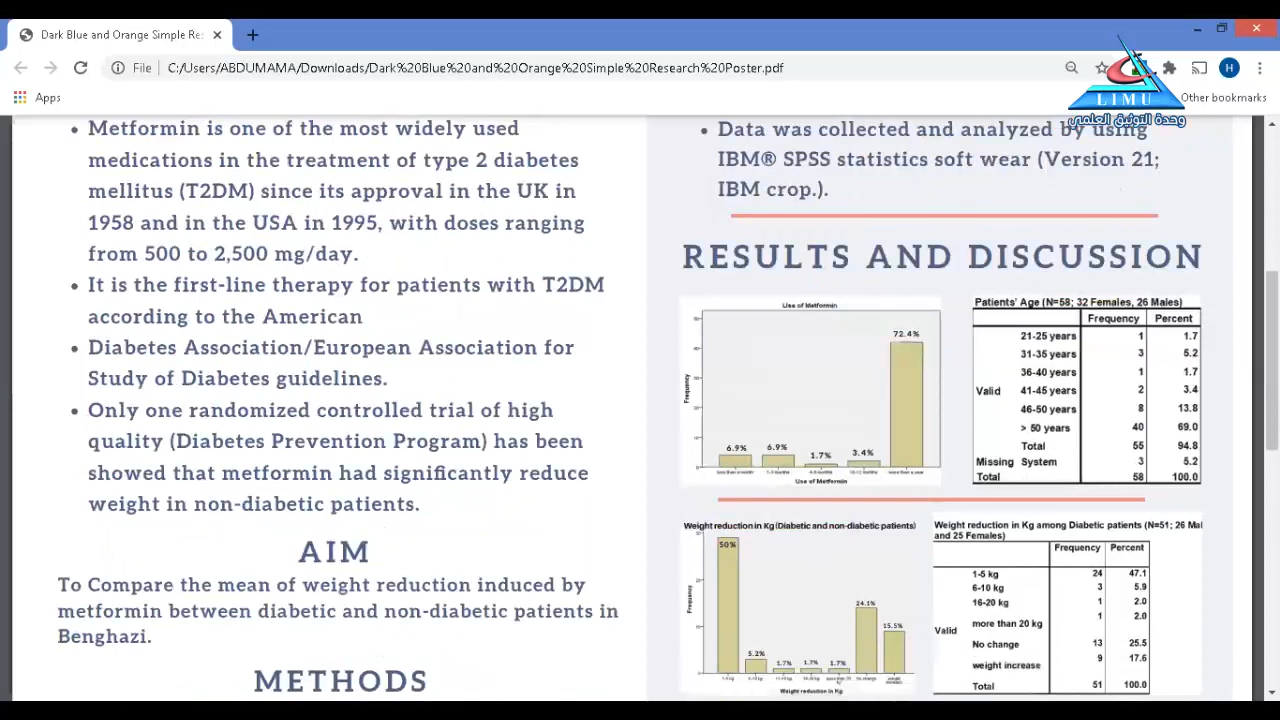 Dark Blue and Orange Simple Re
File
C:/Users/ABDUMAMA/Downloads/Dark%20Blue%20and%20Orange%20Simple%20Research%20Poster.pdf
H
Apps
Other bookmarks
LIMU
وحدة التوثيق العلمي
Metformin is one of the most widely used
medications in the treatment of type 2 diabetes
mellitus (T2DM) since its approval in the UK in
1958 and in the USA in 1995, with doses ranging
from 500 to 2,500 mg/day.
It is the first-line therapy for patients with T2DM
according to the American
Diabetes Association/European Association for
Study of Diabetes guidelines.
Only one randomized controlled trial of high
quality (Diabetes Prevention Program) has been
showed that metformin had significantly reduce
weight in non-diabetic patients.
AIM
To Compare the mean of weight reduction induced by
metformin between diabetic and non-diabetic patients in
Benghazi.
METHODS
Data was collected and analyzed by using
IBM® SPSS statistics soft wear (Version 21;
IBM crop.).
RESULTS AND DISCUSSION
Use of Metformin
Frequency
6.9%
6.9%
1.7%
3.4%
72.4%
Use of Metformin
Patients' Age (N=58; 32 Females, 26 Males)
Frequency Percent
21-25 years 1 1.7
31-35 years 3 5.2
36-40 years 1 1.7
Valid 41-45 years 2 3.4
46-50 years 8 13.8
> 50 years 40 69.0
Total 55 94.8
Missing System 3 5.2
Total 58 100.0
Weight reduction in Kg (Diabetic and non-diabetic patients)
Frequency
50%
5.2%
1.7%
1.7%
1.7%
24.1%
15.5%
Weight reduction in Kg
Weight reduction in Kg among Diabetic patients (N=51; 26 Mal
and 25 Females)
Frequency Percent
1-5 kg 24 47.1
6-10 kg 3 5.9
16-20 kg 1 2.0
more than 20 kg 1 2.0
Valid
No change 13 25.5
weight increase 9 17.6
Total 51 100.0